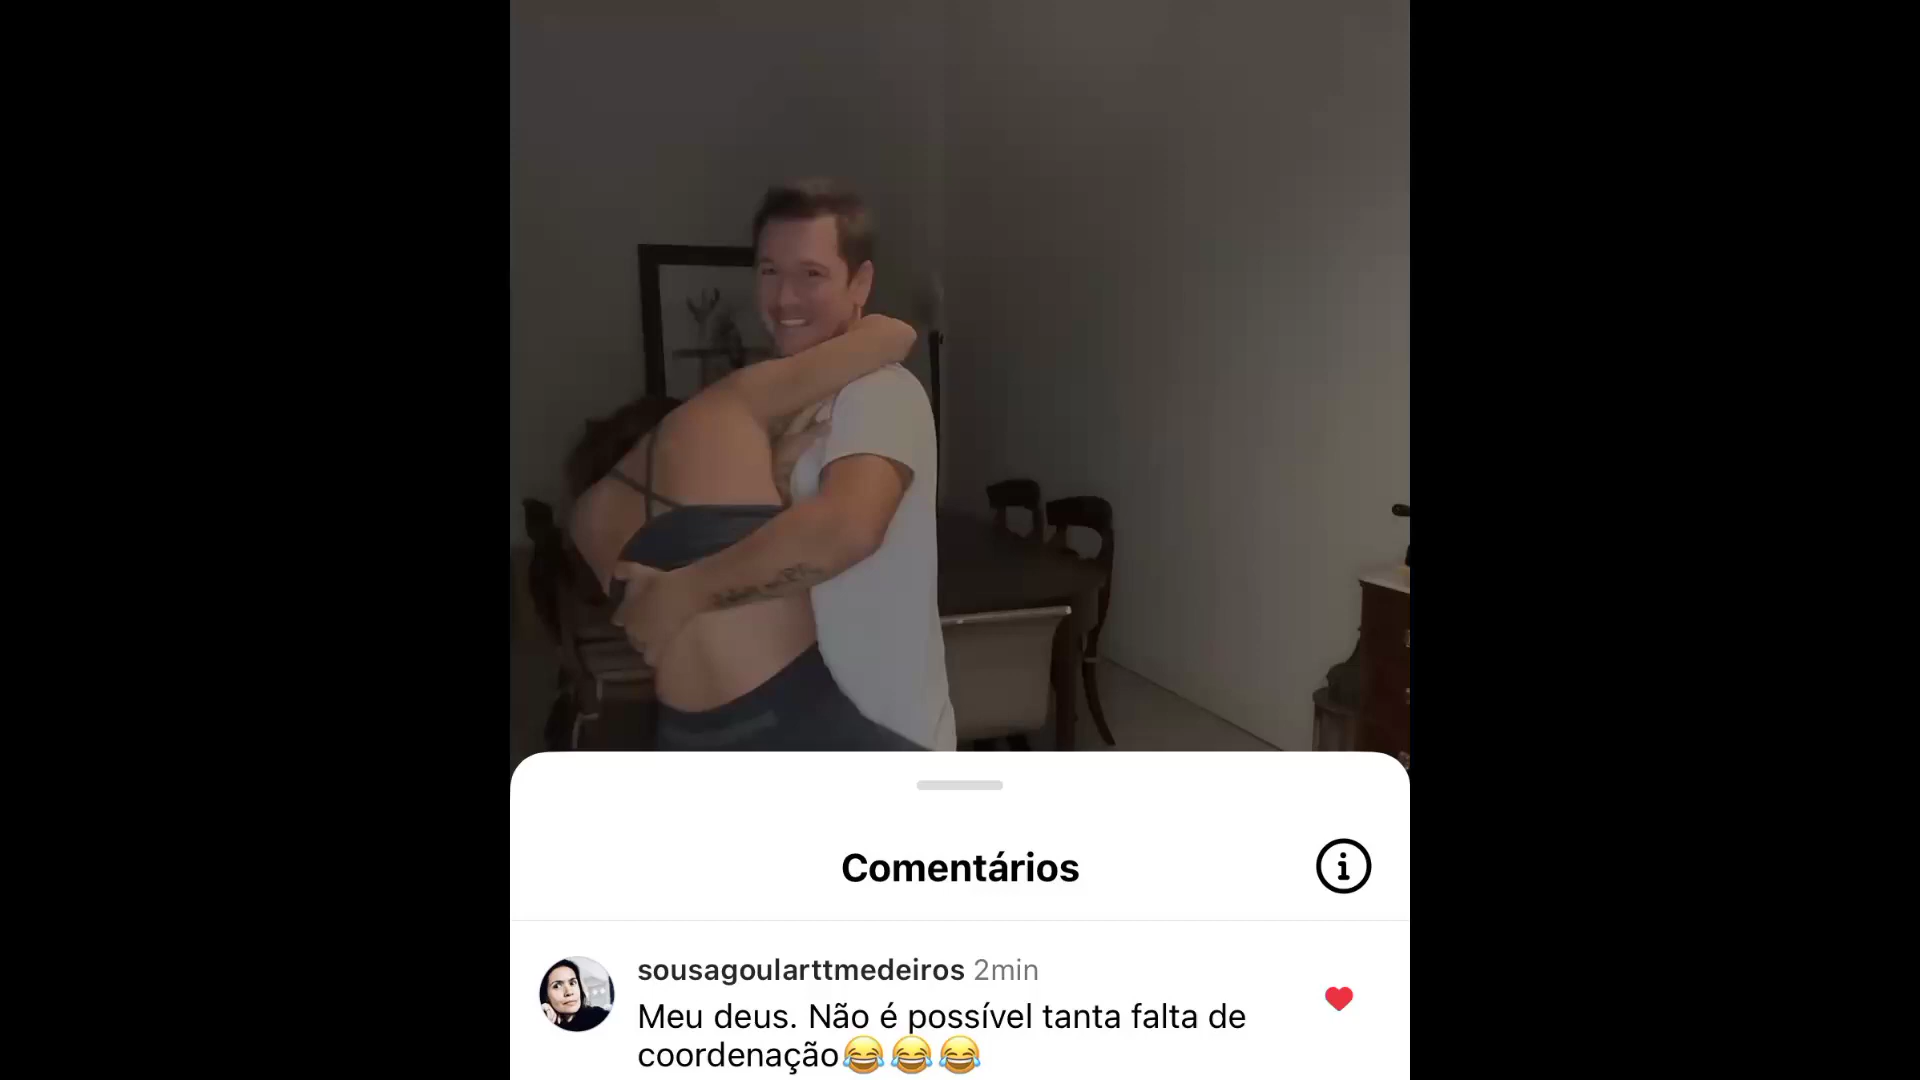 Comentários
sousagoularttmedeiros 2min
Meu deus. Não é possível tanta falta de
coordenação😂😂😂